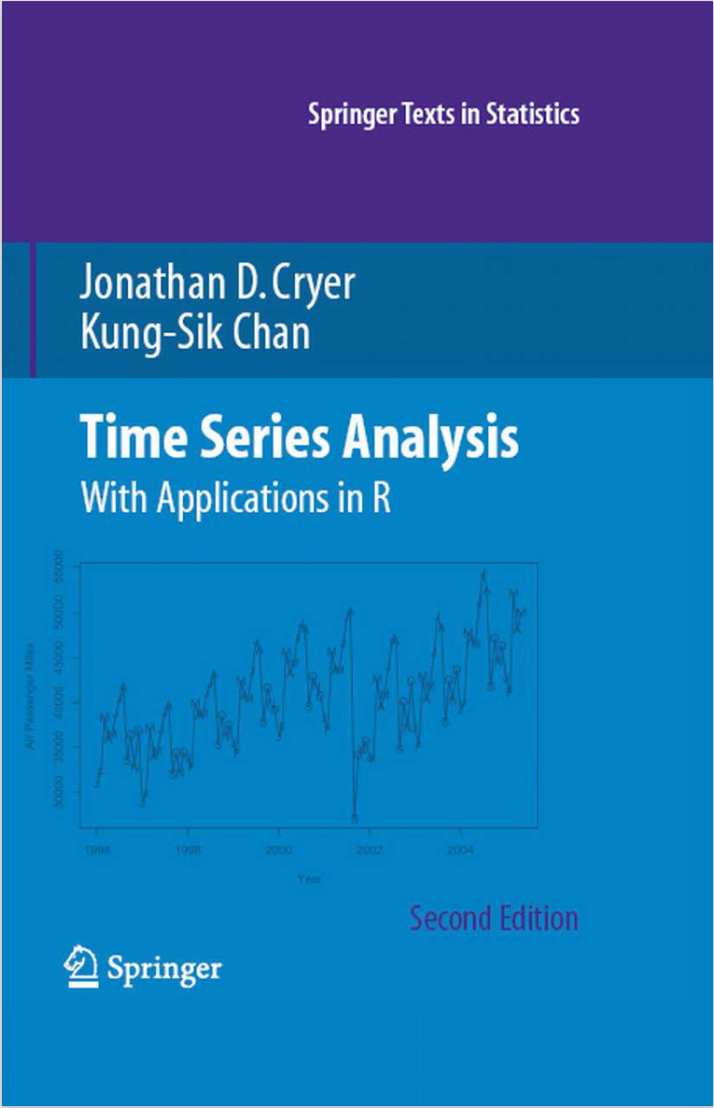 Springer Texts in Statistics
Jonathan D. Cryer
Kung-Sik Chan
Time Series Analysis
With Applications in R
Air Passenger Miles
55000
50000
45000
40000
35000
30000
1996
1998
2000
2002
2004
Year
Second Edition
Springer